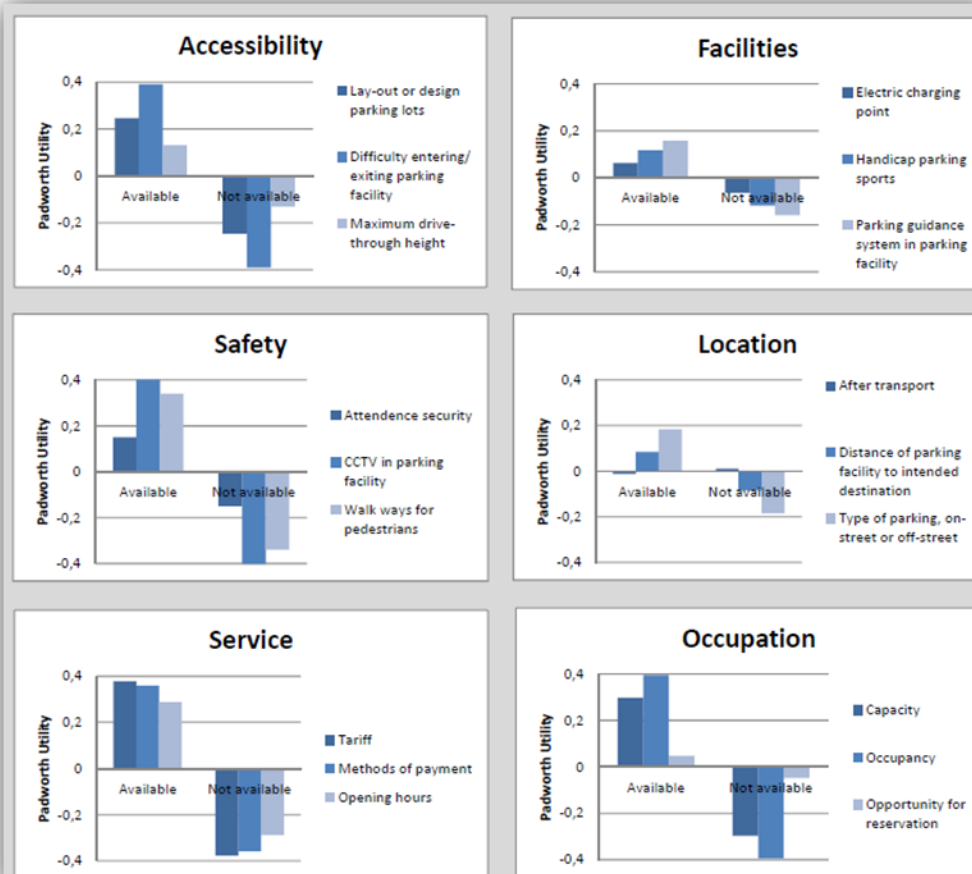 Accessibility
0,4
0,2
0
-0,2
-0,4
Padworth Utility
Available
Not available
Lay-out or design
parking lots
Difficulty entering/
exiting parking
facility
Maximum drive-
through height
Facilities
0,4
0,2
0
-0,2
-0,4
Padworth Utility
Available
Not available
Electric charging
point
Handicap parking
sports
Parking guidance
system in parking
facility
Safety
0,4
0,2
0
-0,2
-0,4
Padworth Utility
Available
Not available
Attendence security
CCTV in parking
facility
Walk ways for
pedestrians
Location
0,4
0,2
0
-0,2
-0,4
Padworth Utility
Available
Not available
After transport
Distance of parking
facility to intended
destination
Type of parking, on-
street or off-street
Service
0,4
0,2
0
-0,2
-0,4
Padworth Utility
Available
Not available
Tariff
Methods of payment
Opening hours
Occupation
0,4
0,2
0
-0,2
-0,4
Padworth Utility
Available
Not available
Capacity
Occupancy
Opportunity for
reservation